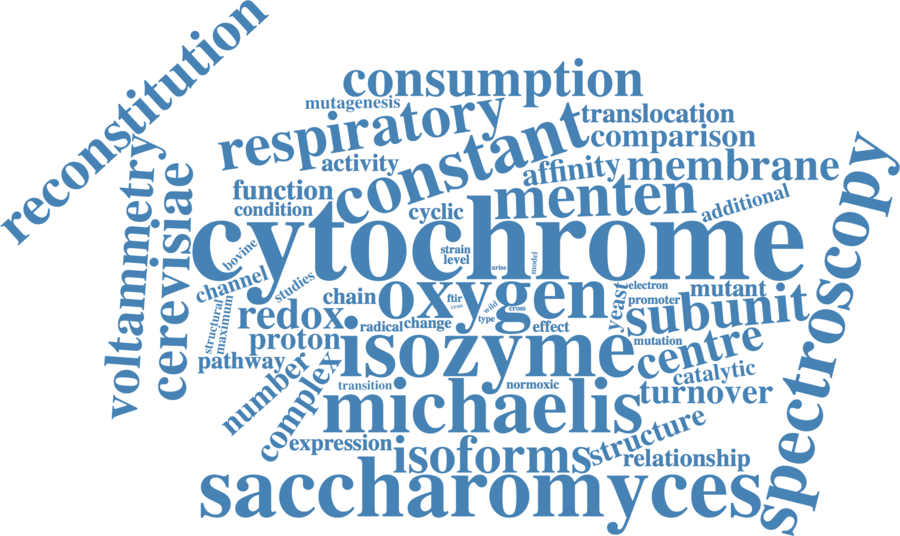 reconstitution
consumption
mutagenesis
respiratory
constant
translocation
comparison
activity
affinity
membrane
voltammetry
cerevisiae
function
condition
menten
additional
cyclic
cytochrome
spectroscopy
bovine
strain
level
arise
model
channel
studies
structural
maximum
chain
oxygen
ftir
ccos
wild
type
cross
yeast
electron
promoter
mutant
subunit
redox
radical
change
effect
mutation
proton
isozyme
centre
pathway
catalytic
number
complex
transition
normoxic
turnover
michaelis
expression
isoforms
structure
relationship
saccharomyces